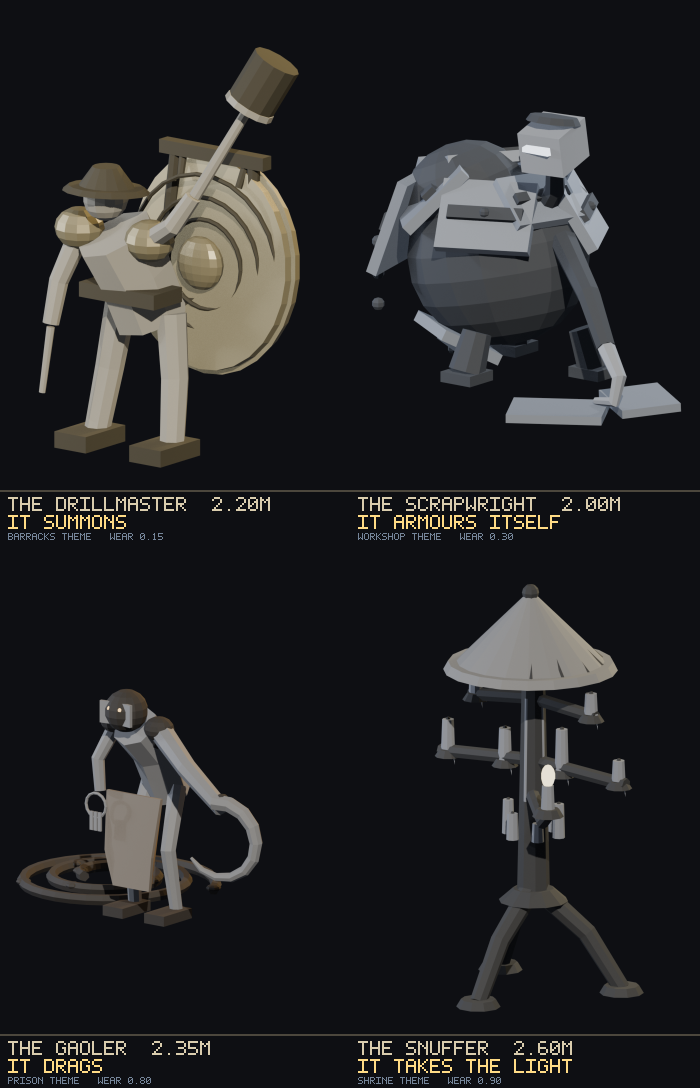 THE DRILLMASTER 2.20M
IT SUMMONS
BARRACKS THEME WEAR 0.15
THE SCRAPWRIGHT 2.00M
IT ARMOURS ITSELF
WORKSHOP THEME WEAR 0.30
THE GAOLER 2.35M
IT DRAGS
PRISON THEME WEAR 0.80
THE SNUFFER 2.60M
IT TAKES THE LIGHT
SHRINE THEME WEAR 0.90